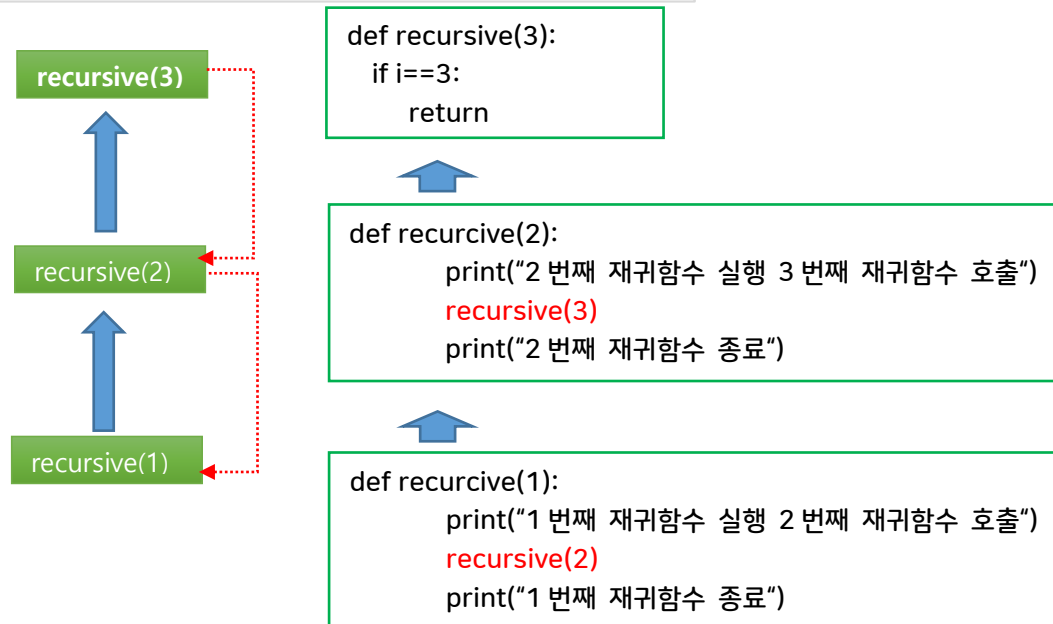 recursive(3)
recursive(2)
recursive(1)
def recursive(3):
if i==3:
return
def recurcive(2):
print("2 번째 재귀함수 실행 3 번째 재귀함수 호출")
recursive(3)
print("2 번째 재귀함수 종료")
def recurcive(1):
print("1 번째 재귀함수 실행 2 번째 재귀함수 호출")
recursive(2)
print("1 번째 재귀함수 종료")